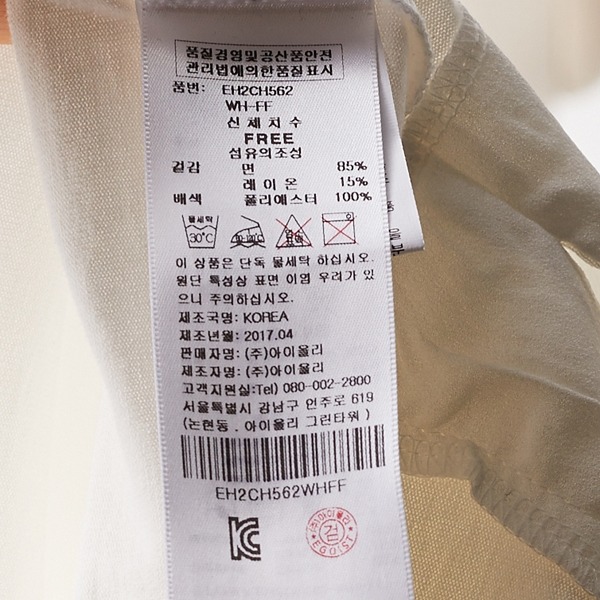 품질경영및공산품안전
관리법에의한품질표시
품번: EH2CH562
WH-FF
신체치수
FREE
섬유의조성
겉감 면 85%
레이온 15%
배색 폴리에스터 100%
물세탁
30℃
이 상품은 단독 물세탁 하십시오.
원단 특성상 표면 이염 우려가 있
으니 주의하십시오.
제조국명: KOREA
제조년월: 2017.04
판매자명: (주)아이올리
제조자명: (주)아이올리
고객지원실:Tel) 080-002-2800
서울특별시 강남구 언주로 619
(논현동, 아이올리 그린타워 )
EH2CH562WHFF
(주)아이올리
검
EGOIST